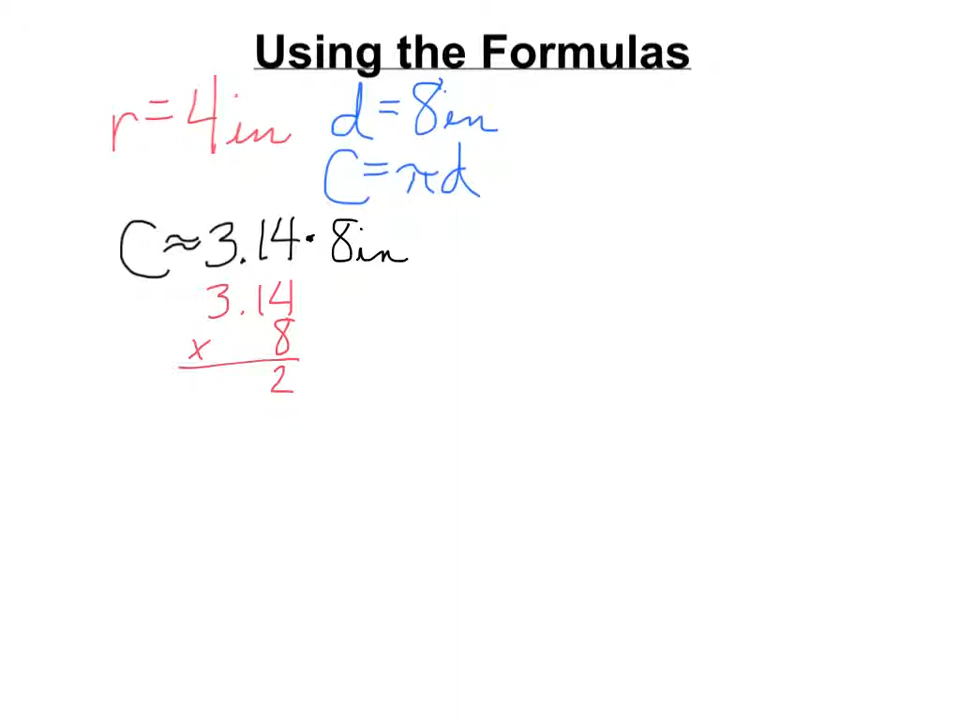 Using the Formulas
r=4in d=8in
C=πd
C≈3.14·8in
3.14
x 8
2